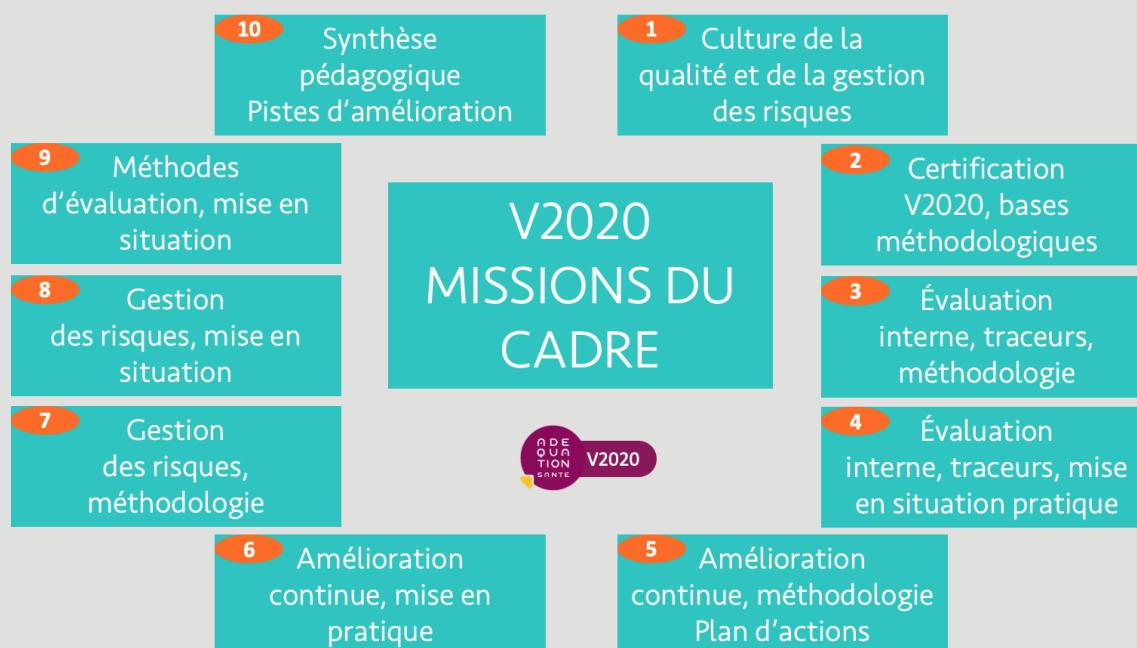 V2020
MISSIONS DU
CADRE
1
Culture de la
qualité et de la gestion
des risques
2
Certification
V2020, bases
méthodologiques
3
Évaluation
interne, traceurs,
méthodologie
4
Évaluation
interne, traceurs, mise
en situation pratique
5
Amélioration
continue, méthodologie
Plan d'actions
6
Amélioration
continue, mise en
pratique
7
Gestion
des risques,
méthodologie
8
Gestion
des risques, mise en
situation
9
Méthodes
d'évaluation, mise en
situation
10
Synthèse
pédagogique
Pistes d'amélioration
ADE
QUA
TION
SANTE
V2020